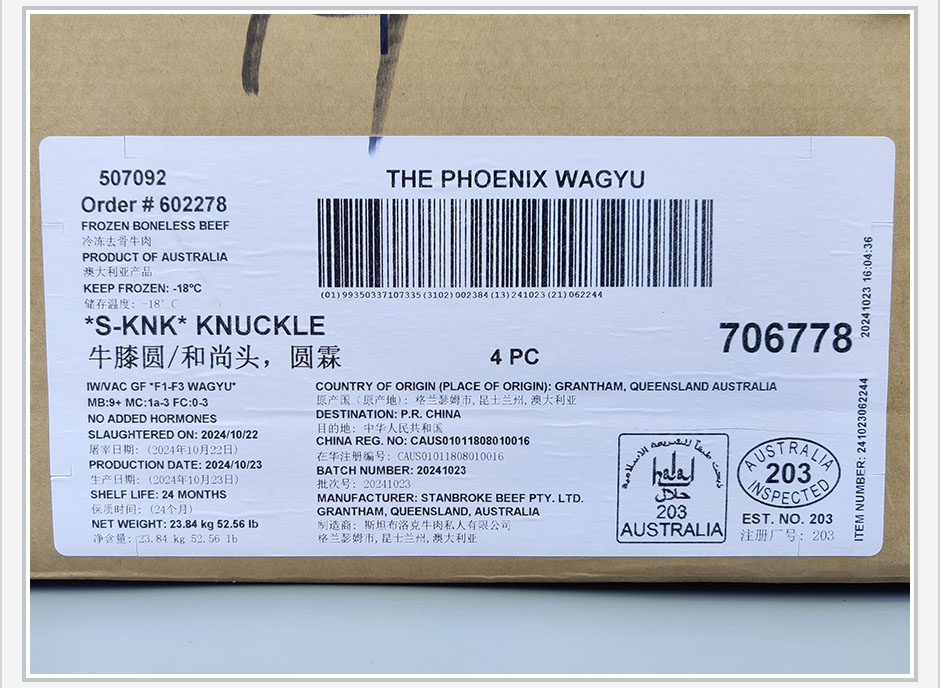 507092
Order # 602278
FROZEN BONELESS BEEF
冷冻去骨牛肉
PRODUCT OF AUSTRALIA
澳大利亚产品
KEEP FROZEN: -18°C
储存温度: -18° C
THE PHOENIX WAGYU
(01)99350337107335(3102)002384(13)241023(21)062244
*S-KNK* KNUCKLE
牛膝圆/和尚头，圆霖
4 PC
706778
20241023 16:04:36
IW/VAC GF *F1-F3 WAGYU*
MB:9+ MC:1a-3 FC:0-3
NO ADDED HORMONES
SLAUGHTERED ON: 2024/10/22
屠宰日期: (2024年10月22日)
PRODUCTION DATE: 2024/10/23
生产日期: (2024年10月23日)
SHELF LIFE: 24 MONTHS
保质时间: (24个月)
NET WEIGHT: 23.84 kg 52.56 lb
净含量: 23.84 kg 52.56 lb
COUNTRY OF ORIGIN (PLACE OF ORIGIN): GRANTHAM, QUEENSLAND AUSTRALIA
原产国 (原产地): 格兰瑟姆市,昆士兰州,澳大利亚
DESTINATION: P.R. CHINA
目的地: 中华人民共和国
CHINA REG. NO: CAUS01011808010016
在华注册编号: CAUS01011808010016
BATCH NUMBER: 20241023
批次号: 20241023
MANUFACTURER: STANBROKE BEEF PTY. LTD.
GRANTHAM, QUEENSLAND, AUSTRALIA
制造商: 斯坦布洛克牛肉私人有限公司
格兰瑟姆市,昆士兰州,澳大利亚
ذبحت طبقاً للشريعة الاسلامية
halal
حلال
203
AUSTRALIA
AUSTRALIA
203
INSPECTED
EST. NO. 203
注册厂号: 203
ITEM NUMBER: 241023062244